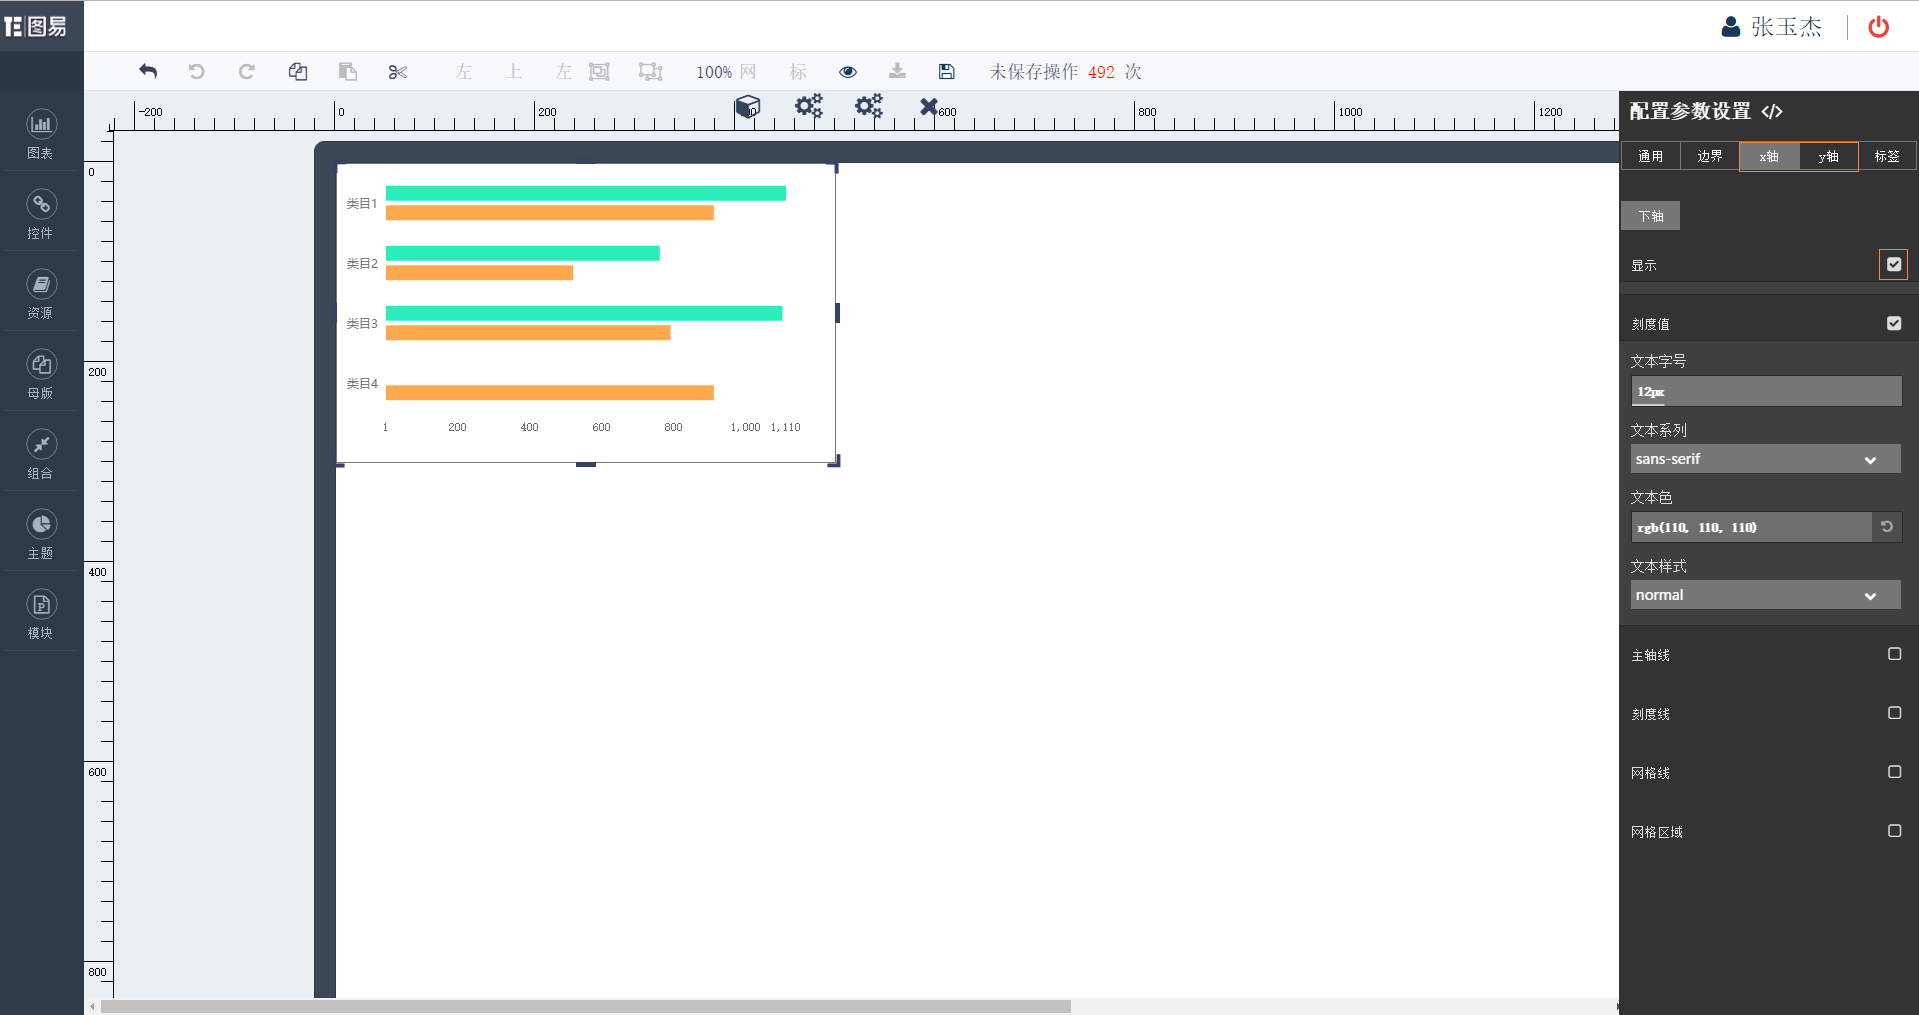 TE图易
张玉杰
左 上 左 100% 网 标 未保存操作 492 次
-200 0 200 600 800 1000 1200
0
200
400
600
800
图表
控件
资源
母版
组合
主题
模块
类目1
类目2
类目3
类目4
1 200 400 600 800 1,000 1,110
配置参数设置 </>
通用 边界 x轴 y轴 标签
下轴
显示
刻度值
文本字号
12px
文本系列
sans-serif
文本色
rgb(110, 110, 110)
文本样式
normal
主轴线
刻度线
网格线
网格区域